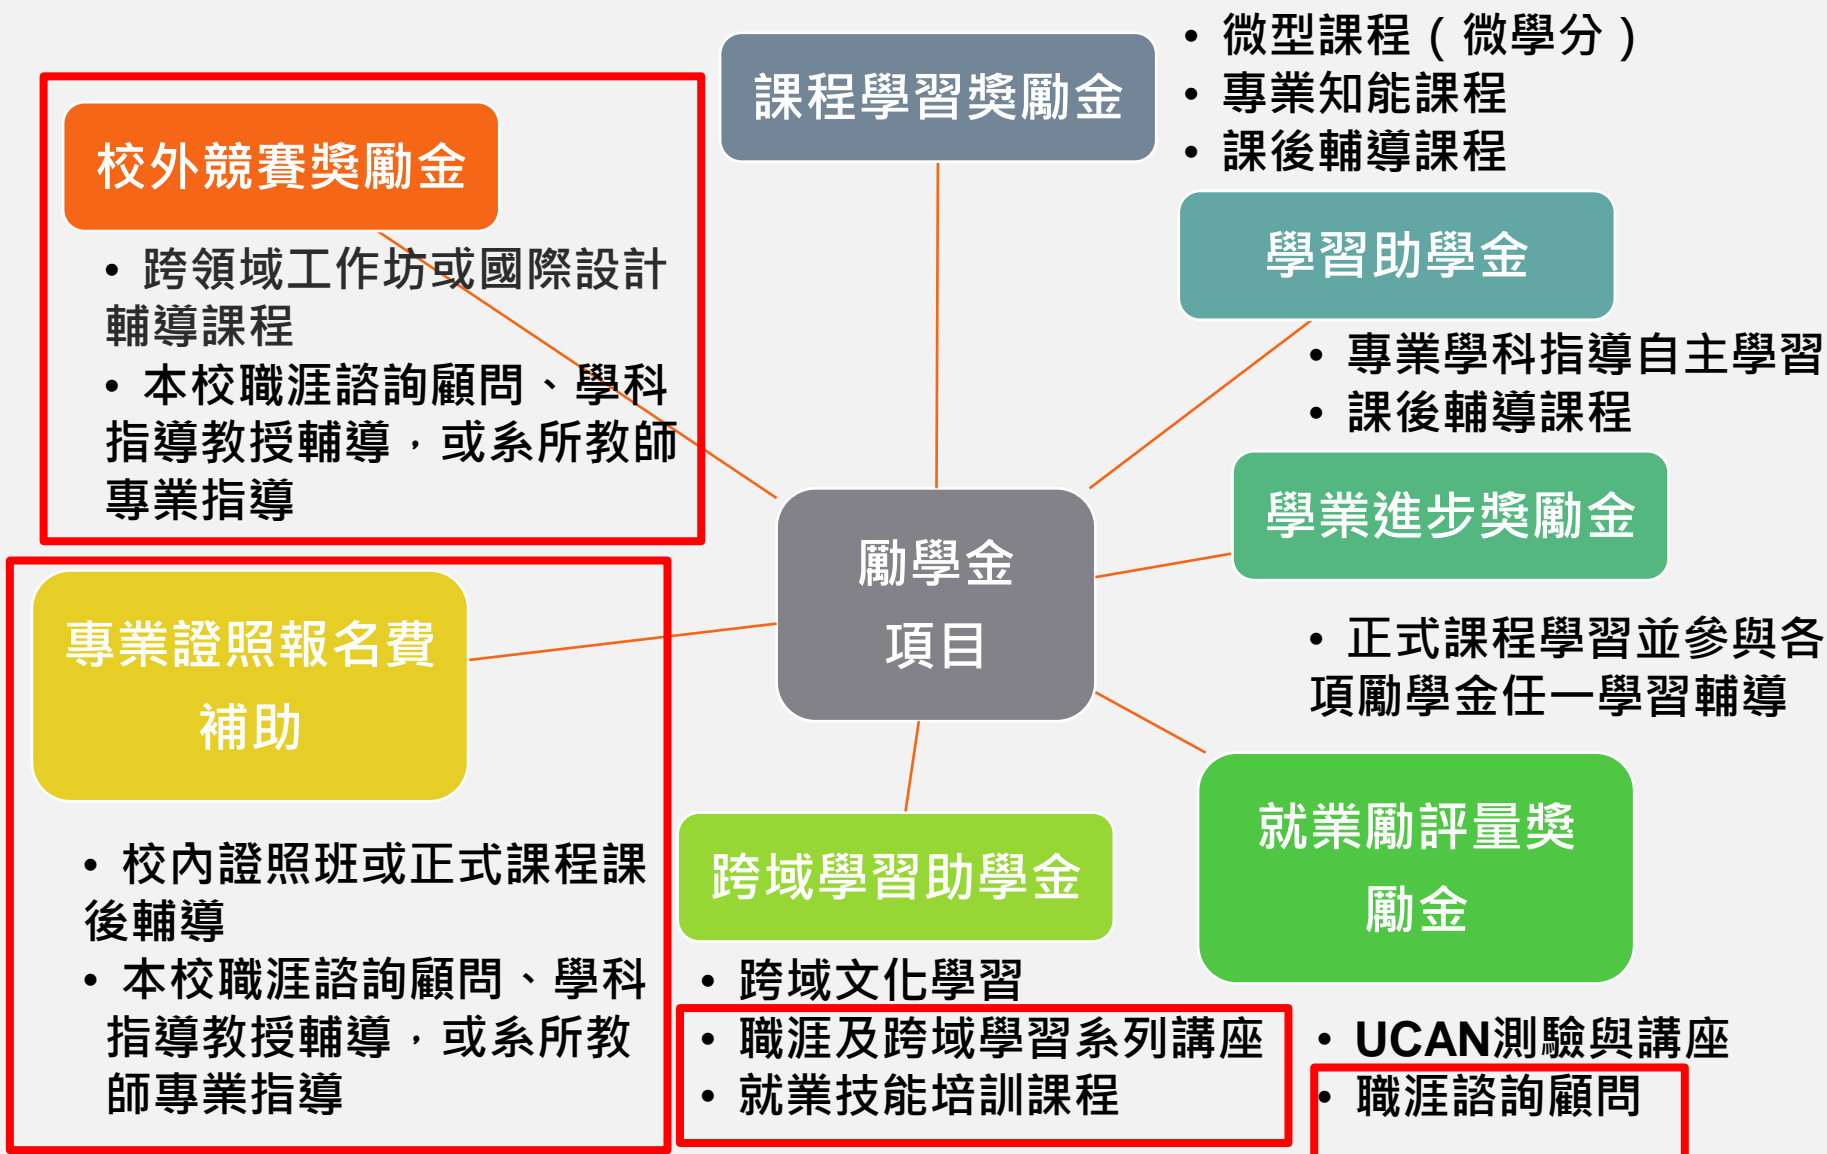 課程學習獎勵金
• 微型課程（微學分）
• 專業知能課程
• 課後輔導課程
校外競賽獎勵金
• 跨領域工作坊或國際設計
輔導課程
• 本校職涯諮詢顧問、學科
指導教授輔導，或系所教師
專業指導
學習助學金
• 專業學科指導自主學習
• 課後輔導課程
學業進步獎勵金
• 正式課程學習並參與各
項勵學金任一學習輔導
勵學金
項目
專業證照報名費
補助
• 校內證照班或正式課程課
後輔導
• 本校職涯諮詢顧問、學科
指導教授輔導，或系所教
師專業指導
跨域學習助學金
• 跨域文化學習
• 職涯及跨域學習系列講座
• 就業技能培訓課程
就業勵評量獎
勵金
• UCAN測驗與講座
• 職涯諮詢顧問